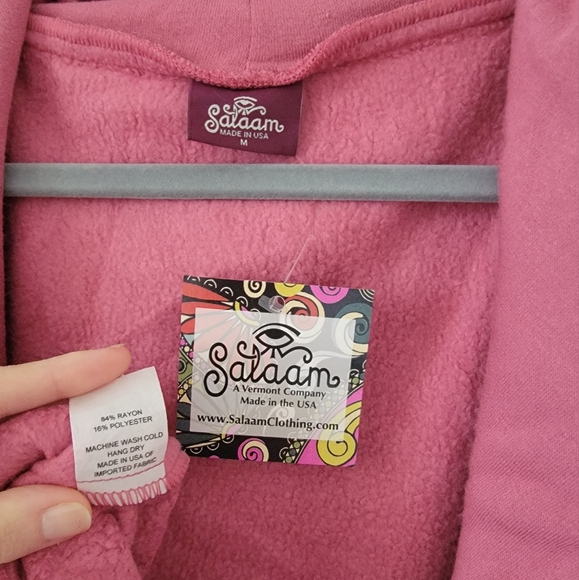 Salaam
MADE IN USA
M
Salaam
A Vermont Company
Made in the USA
www.SalaamClothing.com
84% RAYON
16% POLYESTER
MACHINE WASH COLD
HANG DRY
MADE IN USA OF
IMPORTED FABRIC